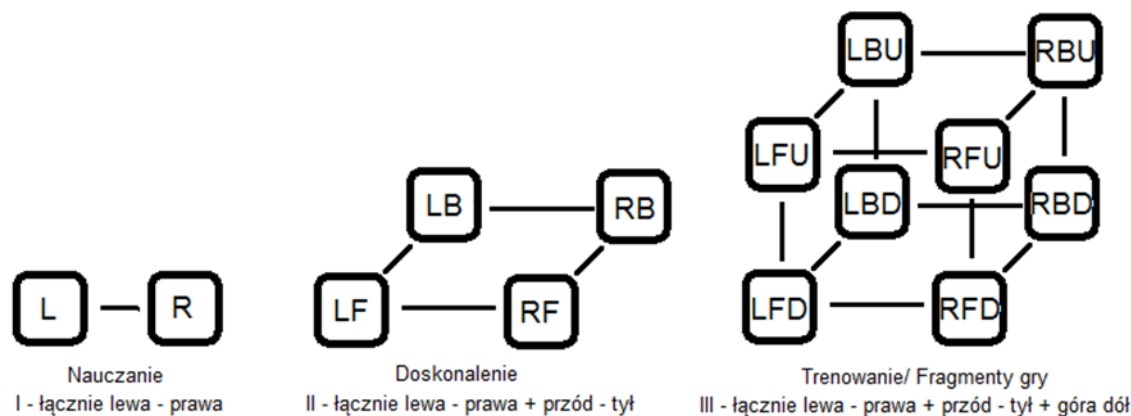 LBU RBU
LFU RFU
LB RB LBD RBD
L R LF RF LFD RFD
Nauczanie Doskonalenie Trenowanie/ Fragmenty gry
I - łącznie lewa - prawa II - łącznie lewa - prawa + przód - tył III - łącznie lewa - prawa + przód - tył + góra dół